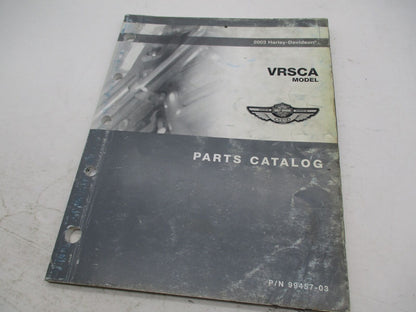 2003 Harley-Davidson®
VRSCA
MODEL
PARTS CATALOG
P/N 99457-03